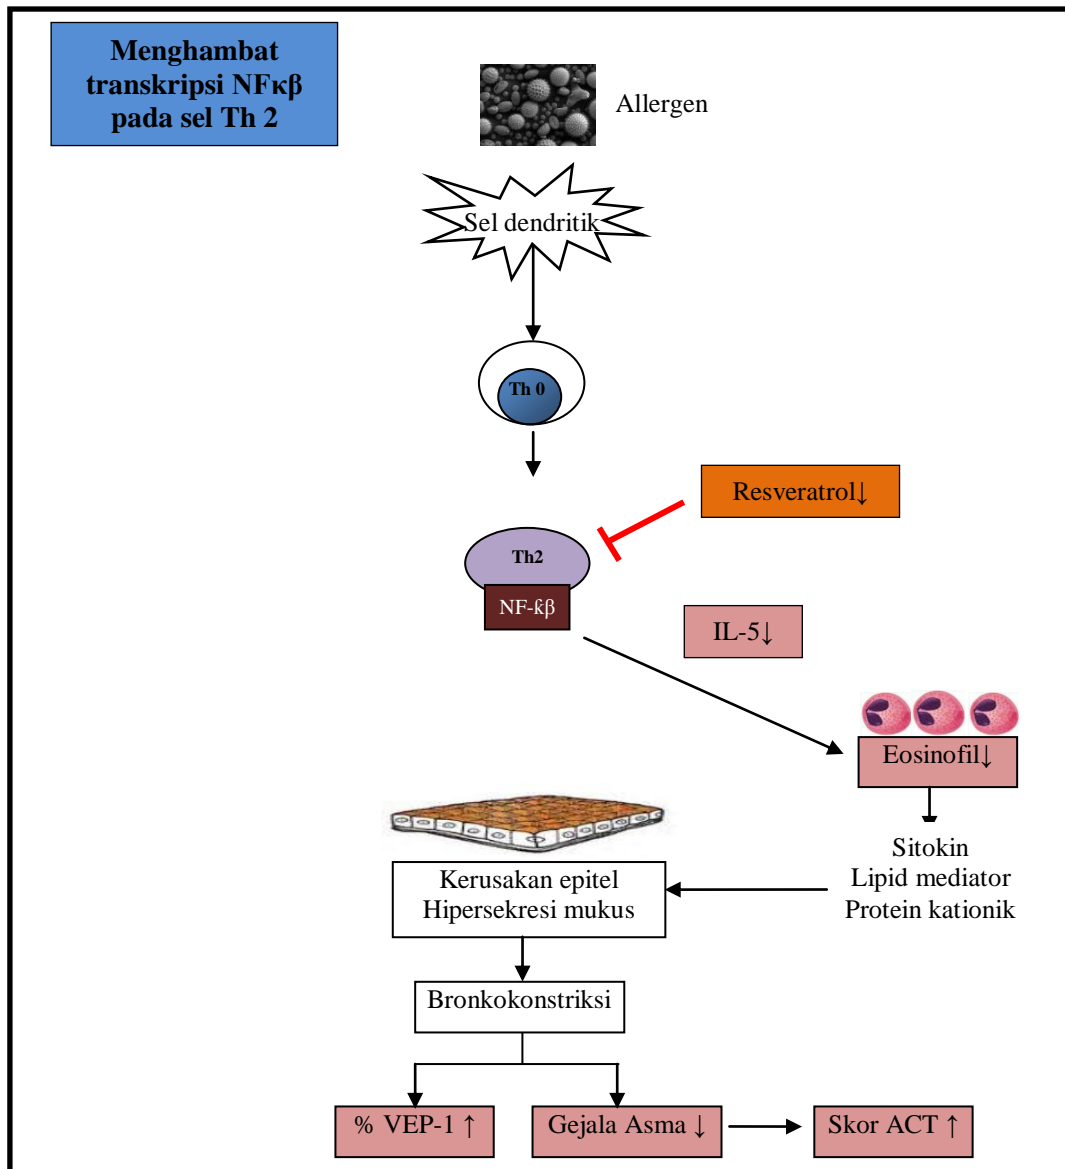 Menghambat
transkripsi NFκβ
pada sel Th 2
Allergen
Sel dendritik
Th 0
Resveratrol↓
Th2
NF-ƙβ
IL-5↓
Eosinofil↓
Sitokin
Lipid mediator
Protein kationik
Kerusakan epitel
Hipersekresi mukus
Bronkokonstriksi
% VEP-1 ↑
Gejala Asma ↓
Skor ACT ↑